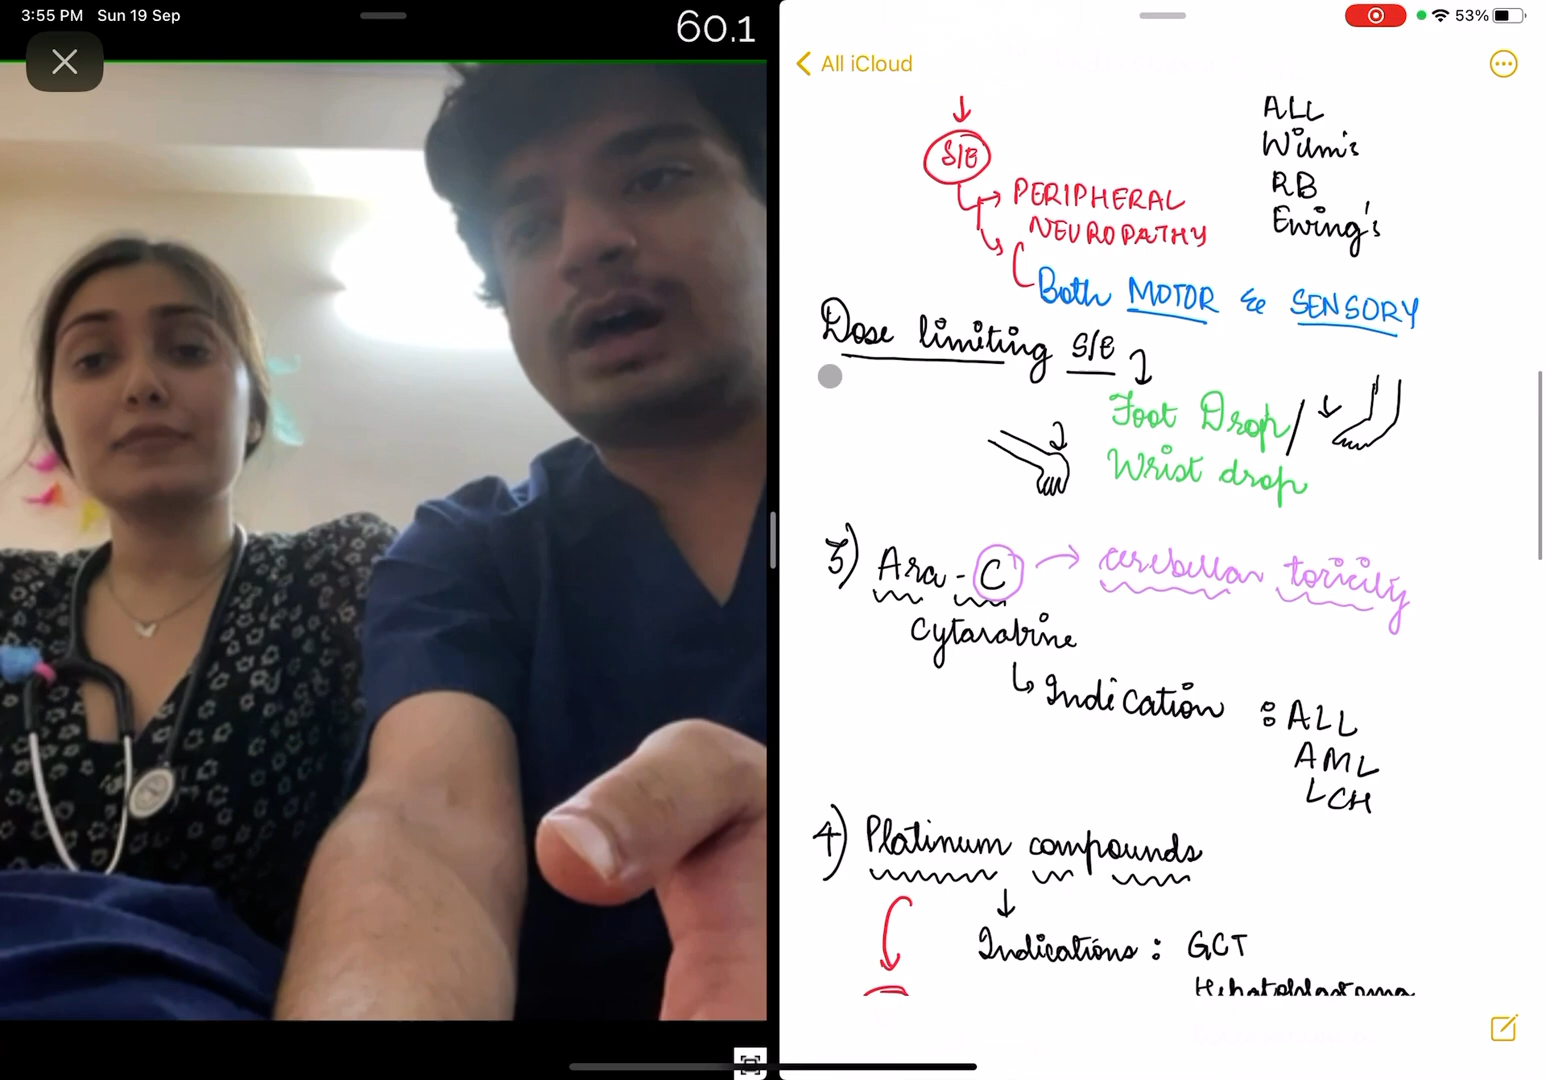 3:55 PM Sun 19 Sep
60.1
53%
All iCloud
ALL
Wilm's
RB
Ewing's
S/E
PERIPHERAL
NEUROPATHY
Both MOTOR & SENSORY
Dose limiting S/E
Foot Drop/
Wrist drop
3) Ara - C → cerebellar toxicity
Cytarabine
Indication : ALL
AML
LCH
4) Platinum compounds
Indications : GCT
Hepatoblastoma